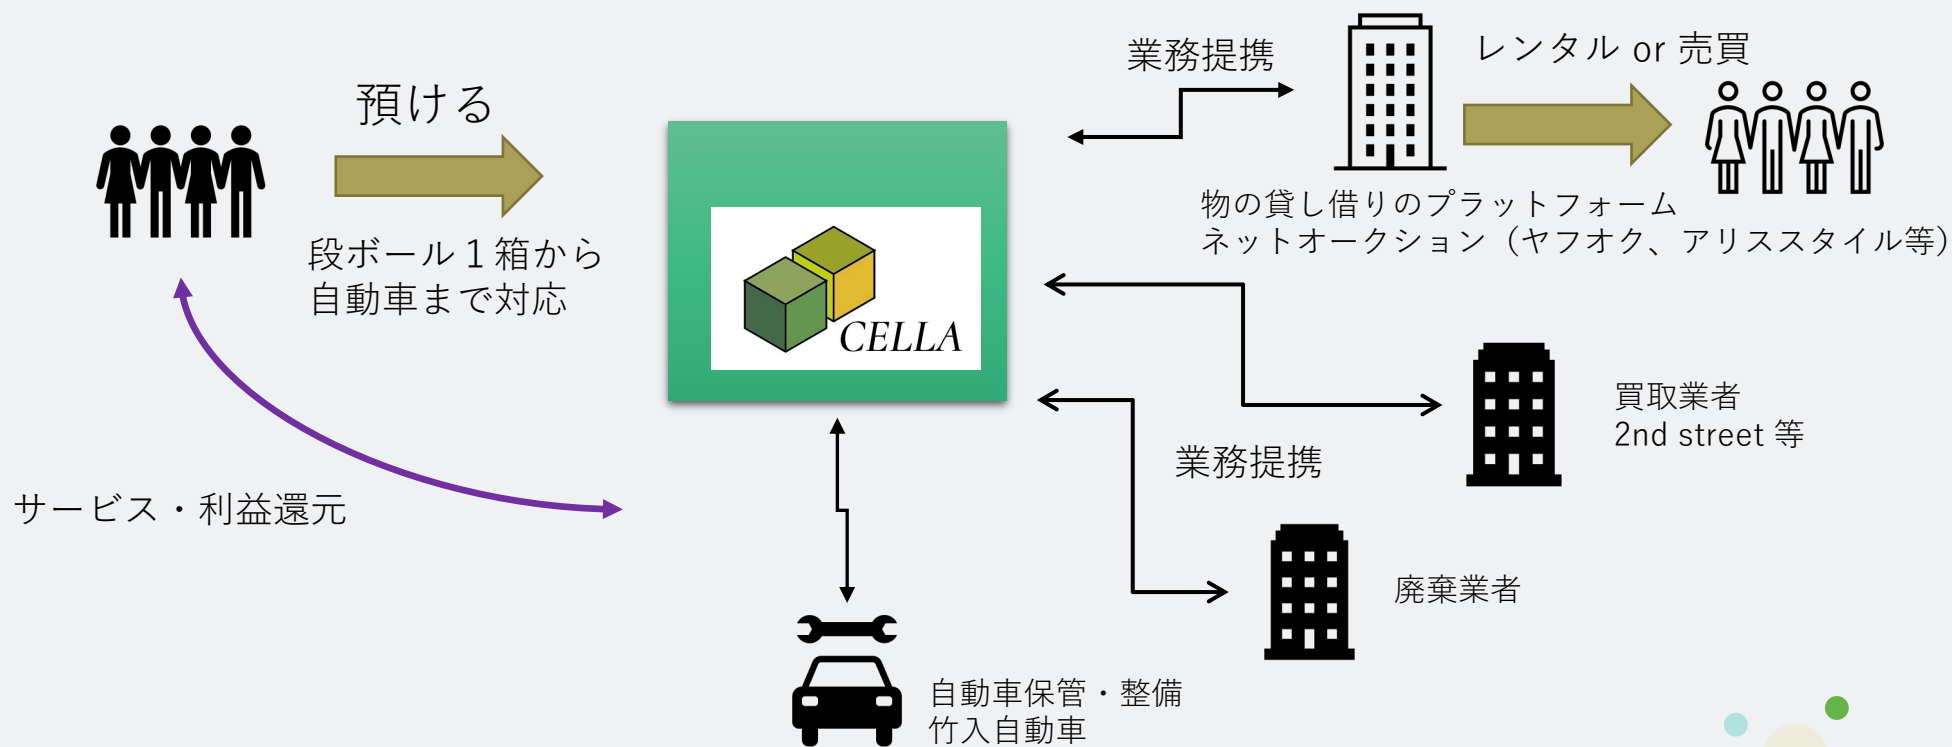 預ける
段ボール１箱から
自動車まで対応
サービス・利益還元
CELLA
業務提携
レンタル or 売買
物の貸し借りのプラットフォーム
ネットオークション（ヤフオク、アリススタイル等）
買取業者
2nd street 等
業務提携
廃棄業者
自動車保管・整備
竹入自動車